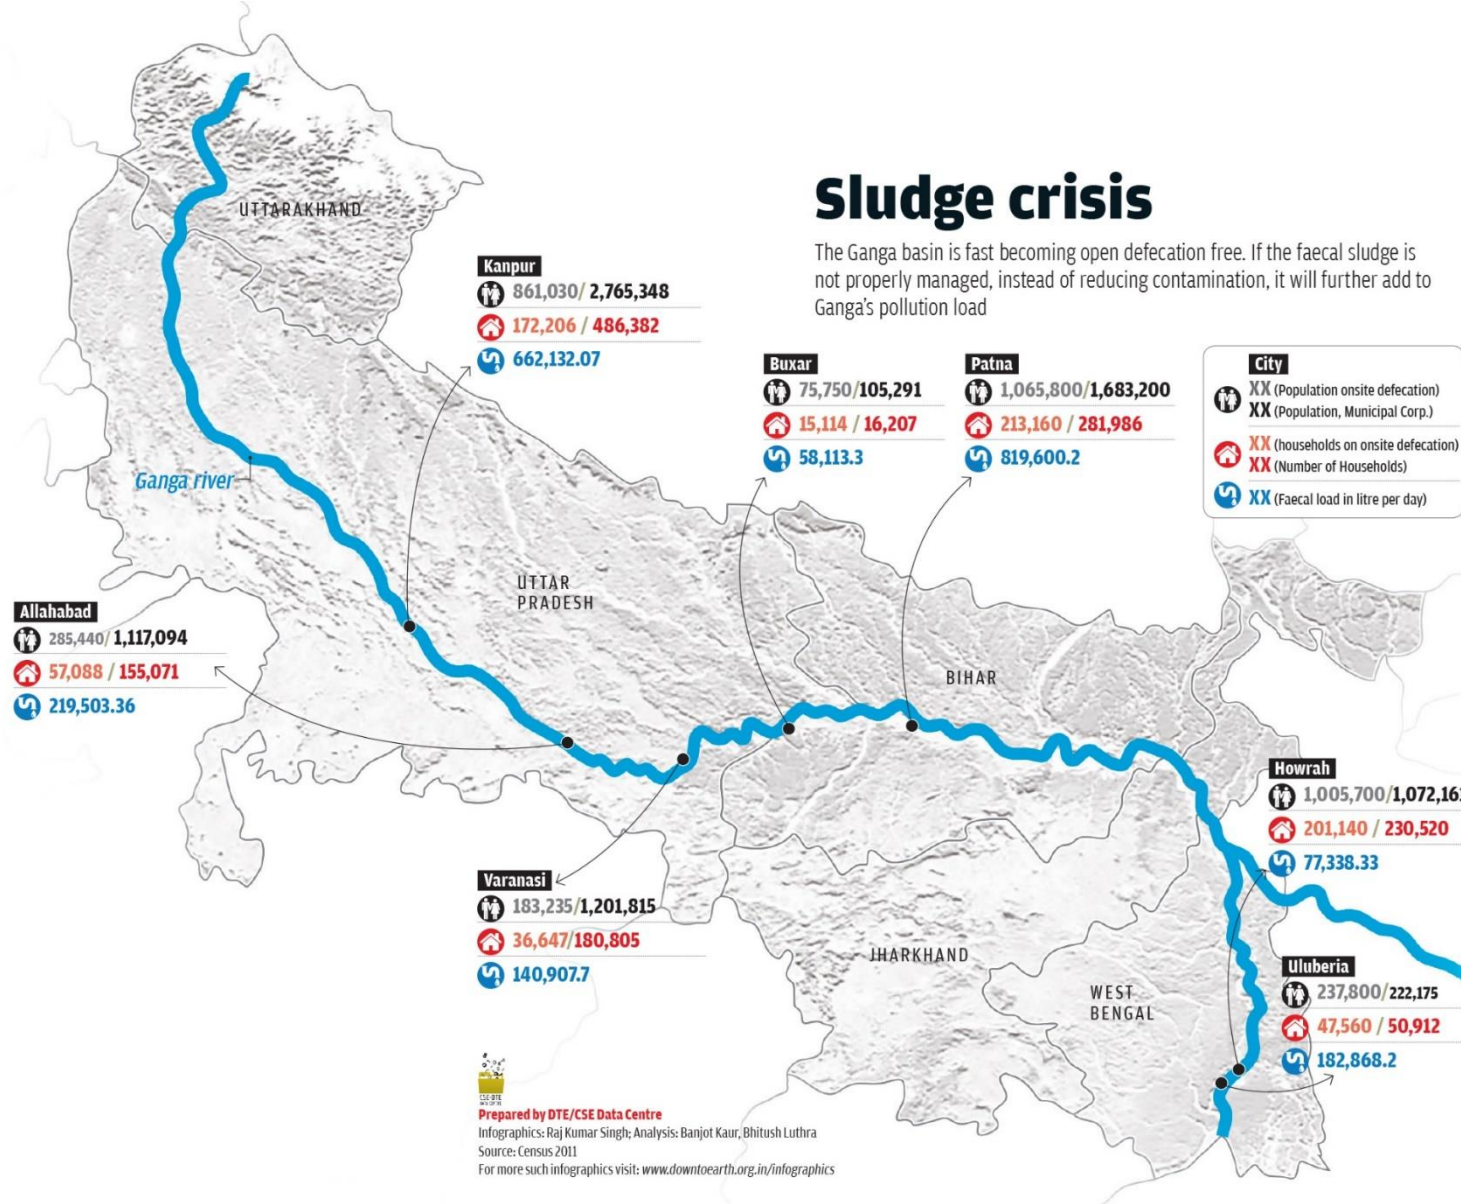 Sludge crisis
The Ganga basin is fast becoming open defecation free. If the faecal sludge is
not properly managed, instead of reducing contamination, it will further add to
Ganga's pollution load
UTTARAKHAND
Kanpur
861,030/ 2,765,348
172,206 / 486,382
662,132.07
Buxar
75,750/105,291
15,114 / 16,207
58,113.3
Patna
1,065,800/1,683,200
213,160 / 281,986
819,600.2
City
XX (Population onsite defecation)
XX (Population, Municipal Corp.)
XX (households on onsite defecation)
XX (Number of Households)
XX (Faecal load in litre per day)
Ganga river
UTTAR
PRADESH
Allahabad
285,440/ 1,117,094
57,088 / 155,071
219,503.36
BIHAR
Howrah
1,005,700/1,072,161
201,140 / 230,520
77,338.33
Varanasi
183,235/1,201,815
36,647/180,805
140,907.7
JHARKHAND
WEST
BENGAL
Uluberia
237,800/222,175
47,560 / 50,912
182,868.2
CSE-DTE
DATA CENTRE
Prepared by DTE/CSE Data Centre
Infographics: Raj Kumar Singh; Analysis: Banjot Kaur, Bhitush Luthra
Source: Census 2011
For more such infographics visit: www.downtoearth.org.in/infographics